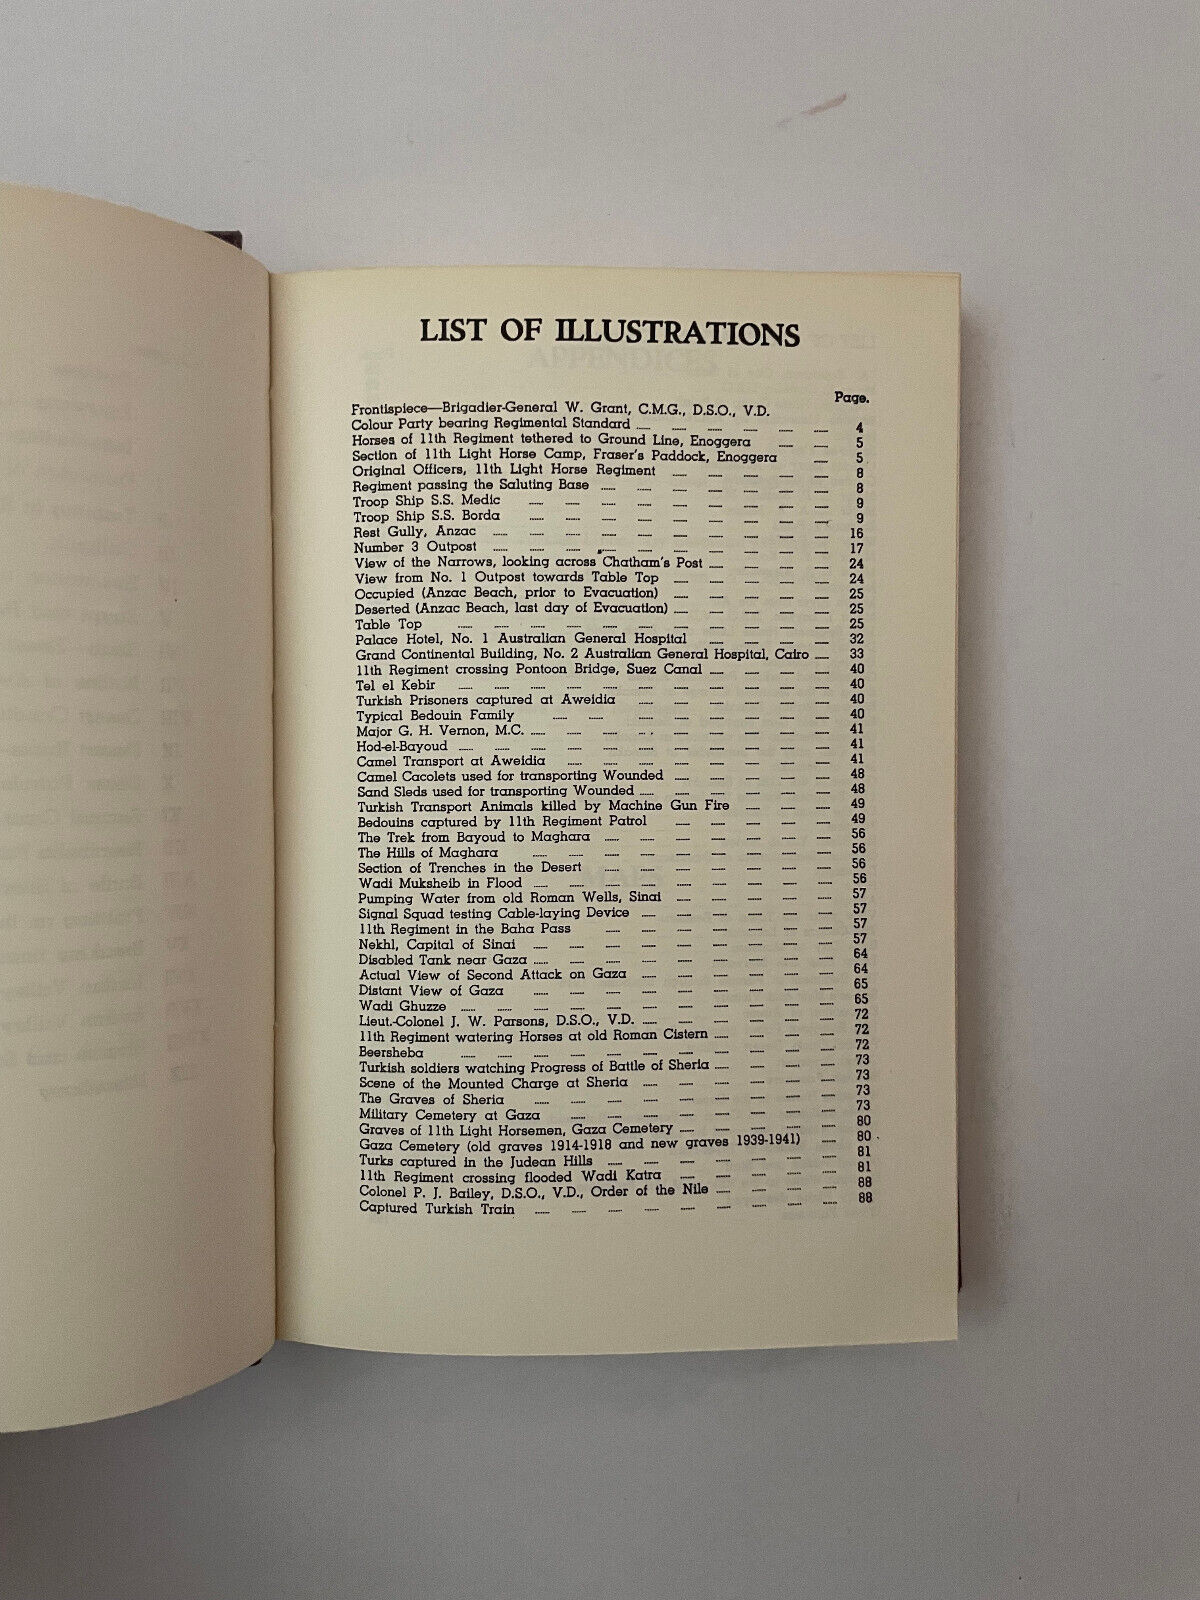 LIST OF ILLUSTRATIONS
Page.
Frontispiece—Brigadier-General W. Grant, C.M.G., D.S.O., V.D.
Colour Party bearing Regimental Standard 4
Horses of 11th Regiment tethered to Ground Line, Enoggera 5
Section of 11th Light Horse Camp, Fraser's Paddock, Enoggera 5
Original Officers, 11th Light Horse Regiment 8
Regiment passing the Saluting Base 8
Troop Ship S.S. Medic 9
Troop Ship S.S. Borda 9
Rest Gully, Anzac 16
Number 3 Outpost 17
View of the Narrows, looking across Chatham's Post 24
View from No. 1 Outpost towards Table Top 24
Occupied (Anzac Beach, prior to Evacuation) 25
Deserted (Anzac Beach, last day of Evacuation) 25
Table Top 25
Palace Hotel, No. 1 Australian General Hospital 32
Grand Continental Building, No. 2 Australian General Hospital, Cairo 33
11th Regiment crossing Pontoon Bridge, Suez Canal 40
Tel el Kebir 40
Turkish Prisoners captured at Aweidia 40
Typical Bedouin Family 40
Major G. H. Vernon, M.C. 41
Hod-el-Bayoud 41
Camel Transport at Aweidia 41
Camel Cacolets used for transporting Wounded 48
Sand Sleds used for transporting Wounded 48
Turkish Transport Animals killed by Machine Gun Fire 49
Bedouins captured by 11th Regiment Patrol 49
The Trek from Bayoud to Maghara 56
The Hills of Maghara 56
Section of Trenches in the Desert 56
Wadi Muksheib in Flood 56
Pumping Water from old Roman Wells, Sinai 57
Signal Squad testing Cable-laying Device 57
11th Regiment in the Baha Pass 57
Nekhl, Capital of Sinai 57
Disabled Tank near Gaza 64
Actual View of Second Attack on Gaza 64
Distant View of Gaza 65
Wadi Ghuzze 65
Lieut.-Colonel J. W. Parsons, D.S.O., V.D. 72
11th Regiment watering Horses at old Roman Cistern 72
Beersheba 72
Turkish soldiers watching Progress of Battle of Sheria 73
Scene of the Mounted Charge at Sheria 73
The Graves of Sheria 73
Military Cemetery at Gaza 73
Graves of 11th Light Horsemen, Gaza Cemetery 80
Gaza Cemetery (old graves 1914-1918 and new graves 1939-1941) 80
Turks captured in the Judean Hills 81
11th Regiment crossing flooded Wadi Katra 81
Colonel P. J. Bailey, D.S.O., V.D., Order of the Nile 88
Captured Turkish Train 88